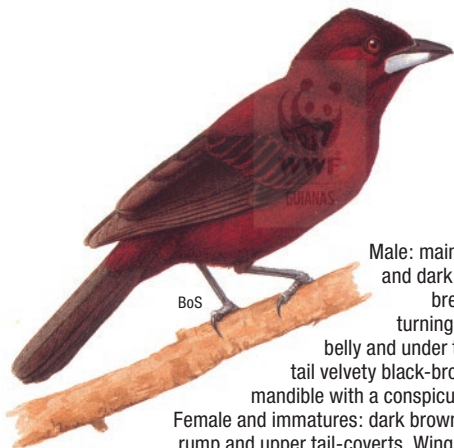 WWF
GUIANAS
BoS
Male: main
and dark
bre
turning
belly and under t
tail velvety black-bro
mandible with a conspicu
Female and immatures: dark brown
rump and upper tail-coverts. Wing